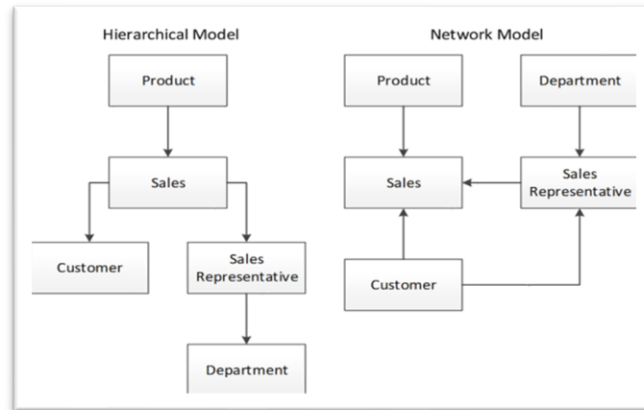 Hierarchical Model
Product
Sales
Customer
Sales
Representative
Department
Network Model
Product
Department
Sales
Sales
Representative
Customer